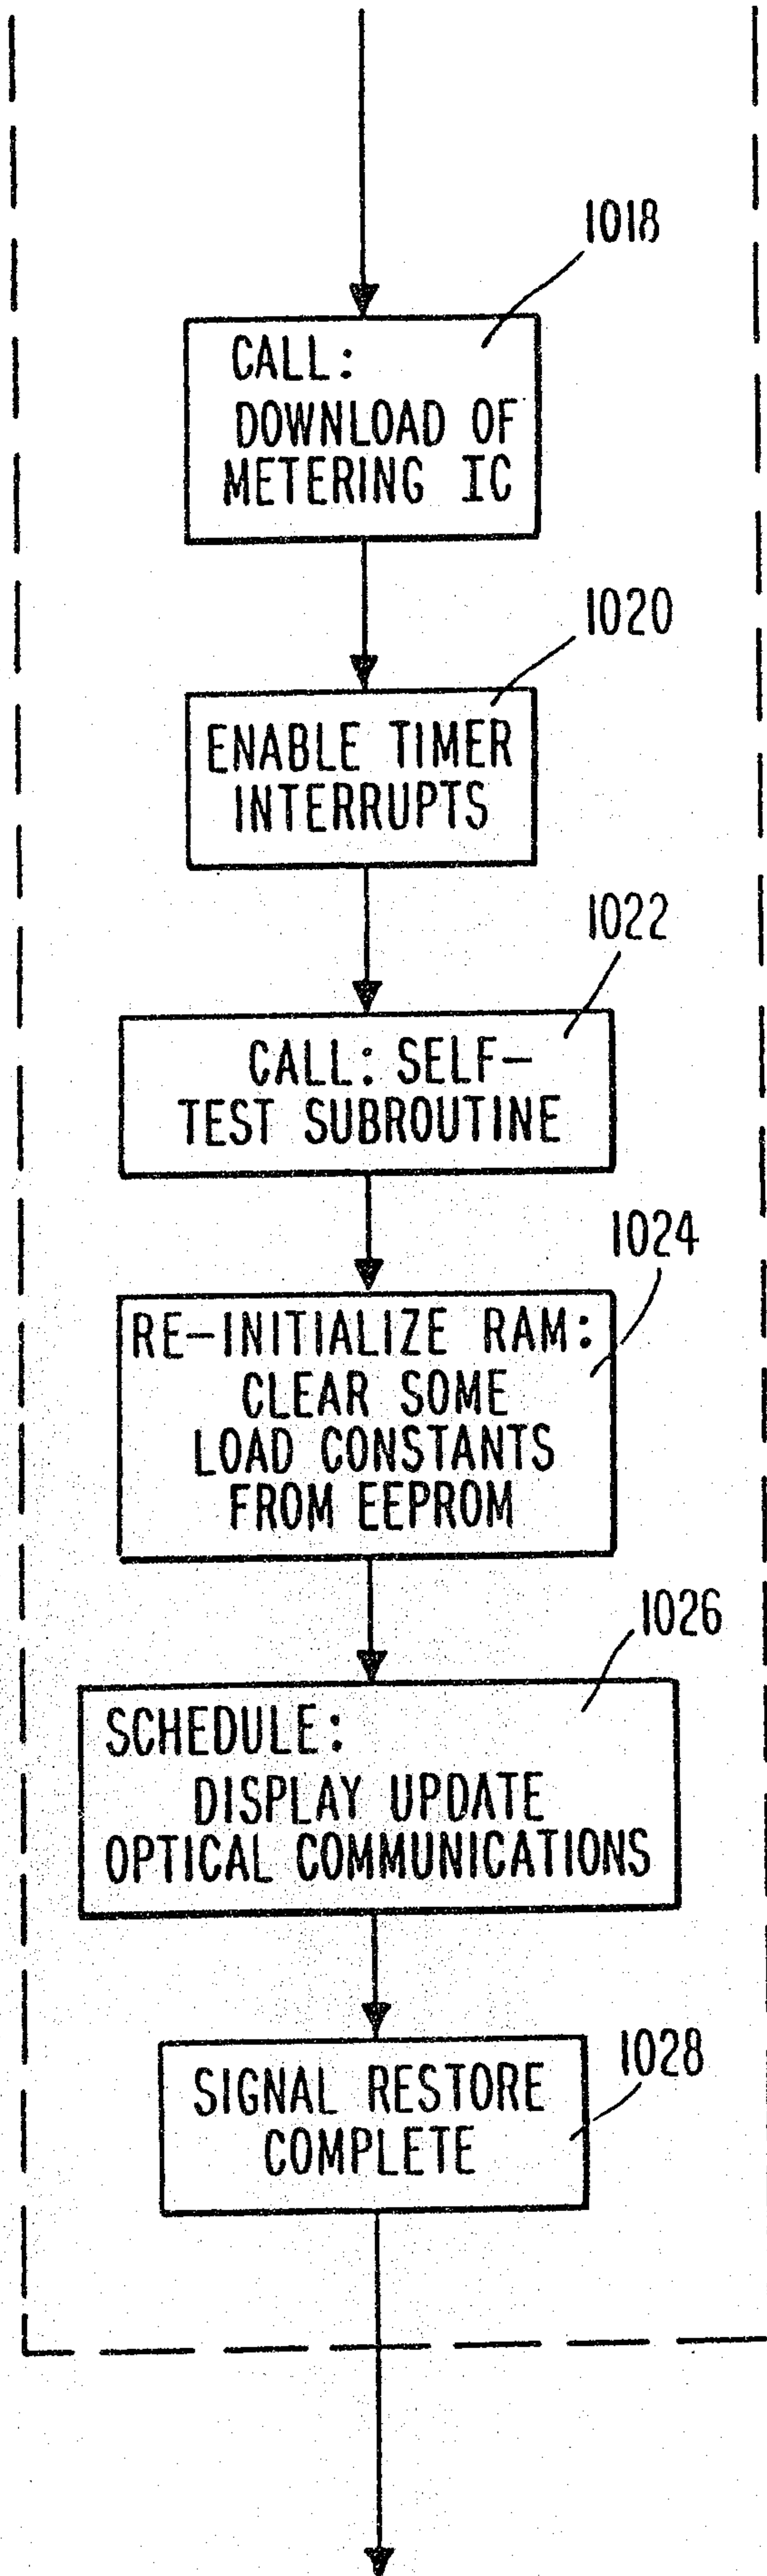 1018
CALL:
DOWNLOAD OF
METERING IC
1020
ENABLE TIMER
INTERRUPTS
1022
CALL: SELF-
TEST SUBROUTINE
1024
RE-INITIALIZE RAM:
CLEAR SOME
LOAD CONSTANTS
FROM EEPROM
1026
SCHEDULE:
DISPLAY UPDATE
OPTICAL COMMUNICATIONS
1028
SIGNAL RESTORE
COMPLETE